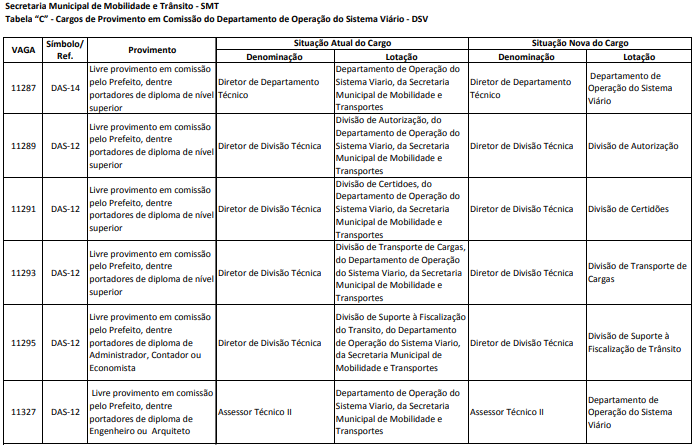 Secretaria Municipal de Mobilidade e Trânsito - SMT
Tabela “C” - Cargos de Provimento em Comissão do Departamento de Operação do Sistema Viário - DSV
VAGA
Símbolo/
Ref.
Provimento
Situação Atual do Cargo
Situação Nova do Cargo
Denominação
Lotação
Denominação
Lotação
11287
DAS-14
Livre provimento em comissão
pelo Prefeito, dentre
portadores de diploma de nível
superior
Diretor de Departamento
Técnico
Departamento de Operação do
Sistema Viario, da Secretaria
Municipal de Mobilidade e
Transportes
Diretor de Departamento
Técnico
Departamento de
Operação do Sistema
Viário
11289
DAS-12
Livre provimento em comissão
pelo Prefeito, dentre
portadores de diploma de nível
superior
Diretor de Divisão Técnica
Divisão de Autorização, do
Departamento de Operação do
Sistema Viario, da Secretaria
Municipal de Mobilidade e
Transportes
Diretor de Divisão Técnica
Divisão de Autorização
11291
DAS-12
Livre provimento em comissão
pelo Prefeito, dentre
portadores de diploma de nível
superior
Diretor de Divisão Técnica
Divisão de Certidoes, do
Departamento de Operação do
Sistema Viario, da Secretaria
Municipal de Mobilidade e
Transportes
Diretor de Divisão Técnica
Divisão de Certidões
11293
DAS-12
Livre provimento em comissão
pelo Prefeito, dentre
portadores de diploma de nível
superior
Diretor de Divisão Técnica
Divisão de Transporte de Cargas,
do Departamento de Operação
do Sistema Viario, da Secretaria
Municipal de Mobilidade e
Transportes
Diretor de Divisão Técnica
Divisão de Transporte de
Cargas
11295
DAS-12
Livre provimento em comissão
pelo Prefeito, dentre
portadores de diploma de
Administrador, Contador ou
Economista
Diretor de Divisão Técnica
Divisão de Suporte à Fiscalização
do Transito, do Departamento
de Operação do Sistema Viario,
da Secretaria Municipal de
Mobilidade e Transportes
Diretor de Divisão Técnica
Divisão de Suporte à
Fiscalização de Trânsito
11327
DAS-12
Livre provimento em comissão
pelo Prefeito, dentre
portadores de diploma de
Engenheiro ou Arquiteto
Assessor Técnico II
Departamento de Operação do
Sistema Viario, da Secretaria
Municipal de Mobilidade e
Transportes
Assessor Técnico II
Departamento de
Operação do Sistema
Viário